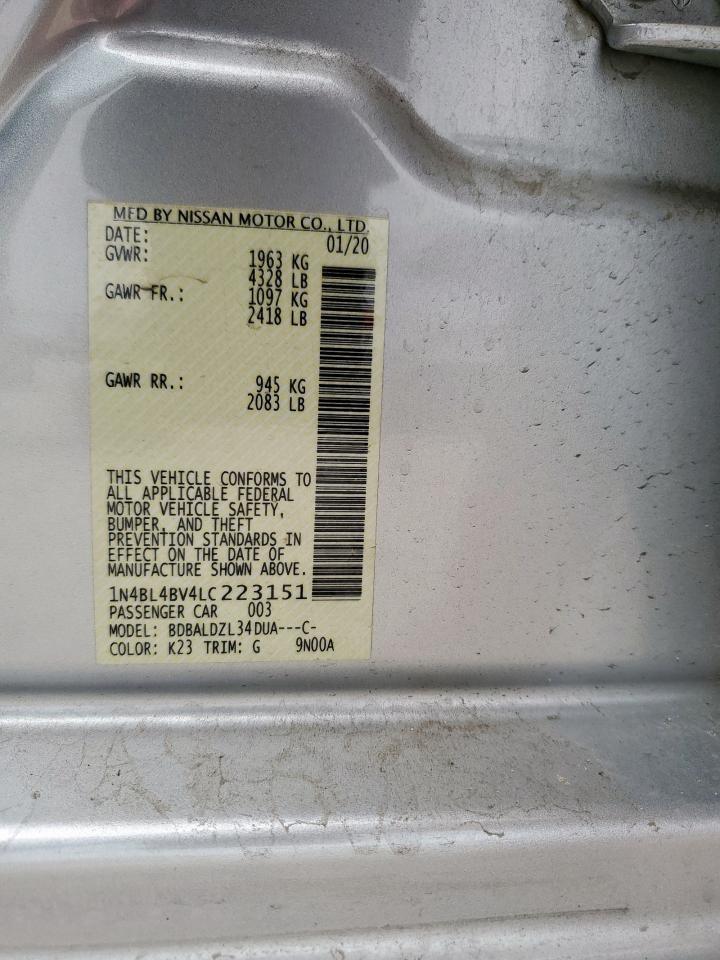 MFD BY NISSAN MOTOR CO., LTD.
DATE: 01/20
GVWR: 1963 KG
4328 LB
GAWR FR.: 1097 KG
2418 LB
GAWR RR.: 945 KG
2083 LB
THIS VEHICLE CONFORMS TO
ALL APPLICABLE FEDERAL
MOTOR VEHICLE SAFETY,
BUMPER, AND THEFT
PREVENTION STANDARDS IN
EFFECT ON THE DATE OF
MANUFACTURE SHOWN ABOVE.
1N4BL4BV4LC223151
PASSENGER CAR 003
MODEL: BDBALDZL34DUA---C-
COLOR: K23 TRIM: G 9N00A